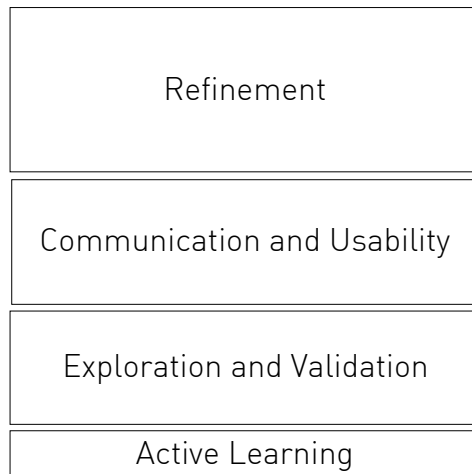 Refinement
Communication and Usability
Exploration and Validation
Active Learning